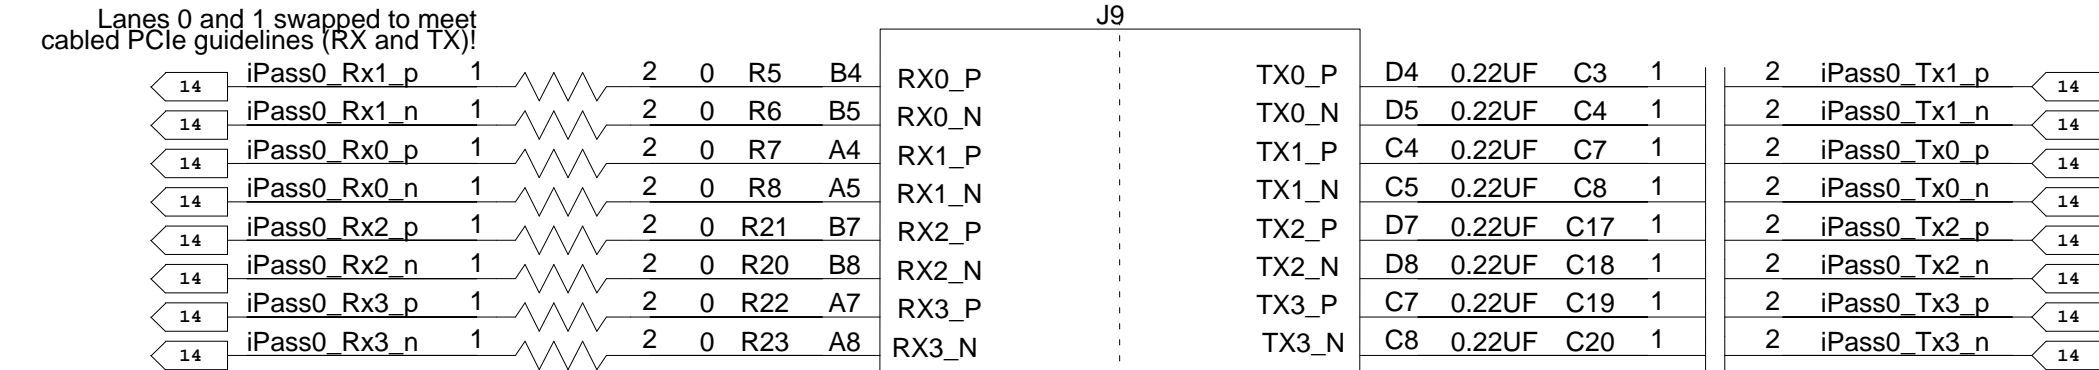 J9
Lanes 0 and 1 swapped to meet
cabled PCIe guidelines (RX and TX)!
14 iPass0_Rx1_p 1 2 0 R5 B4 RX0_P TX0_P D4 0.22UF C3 1 2 iPass0_Tx1_p 14
14 iPass0_Rx1_n 1 2 0 R6 B5 RX0_N TX0_N D5 0.22UF C4 1 2 iPass0_Tx1_n 14
14 iPass0_Rx0_p 1 2 0 R7 A4 RX1_P TX1_P C4 0.22UF C7 1 2 iPass0_Tx0_p 14
14 iPass0_Rx0_n 1 2 0 R8 A5 RX1_N TX1_N C5 0.22UF C8 1 2 iPass0_Tx0_n 14
14 iPass0_Rx2_p 1 2 0 R21 B7 RX2_P TX2_P D7 0.22UF C17 1 2 iPass0_Tx2_p 14
14 iPass0_Rx2_n 1 2 0 R20 B8 RX2_N TX2_N D8 0.22UF C18 1 2 iPass0_Tx2_n 14
14 iPass0_Rx3_p 1 2 0 R22 A7 RX3_P TX3_P C7 0.22UF C19 1 2 iPass0_Tx3_p 14
14 iPass0_Rx3_n 1 2 0 R23 A8 RX3_N TX3_N C8 0.22UF C20 1 2 iPass0_Tx3_n 14